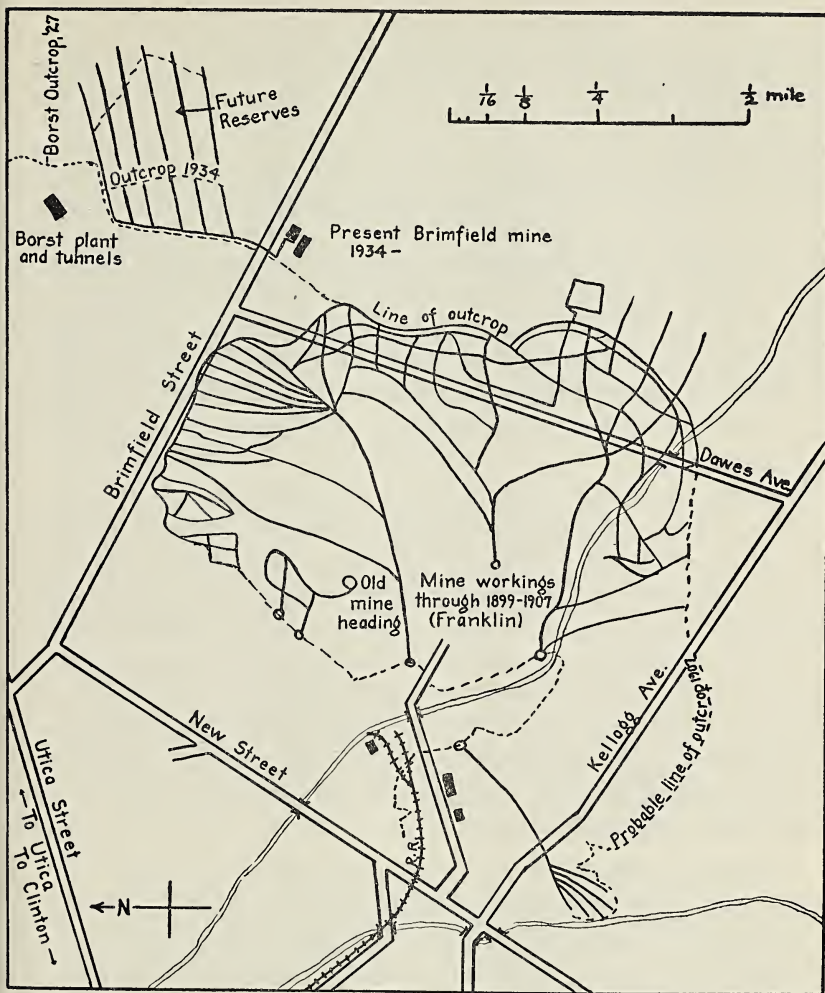 Borst Outcrop,'27
Future
Reserves
Outcrop 1934
Borst plant
and tunnels
1/16 1/8 1/4 1/2 mile
Present Brimfield mine
1934-
Line of outcrop
Brimfield Street
Dawes Ave
Old
mine
heading
Mine workings
through 1899-1907
(Franklin)
Kellogg Ave.
Probable line of outcrop 1907
New Street
Utica Street
←To Utica
To Clinton→
R.R.
←N